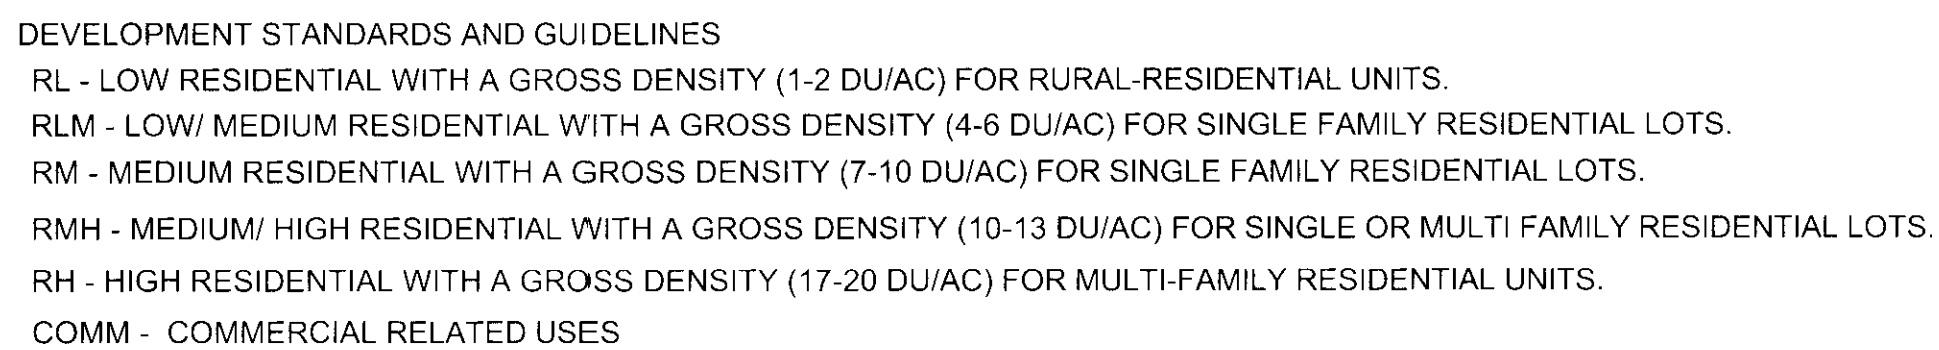 DEVELOPMENT STANDARDS AND GUIDELINES
RL - LOW RESIDENTIAL WITH A GROSS DENSITY (1-2 DU/AC) FOR RURAL-RESIDENTIAL UNITS.
RLM - LOW/ MEDIUM RESIDENTIAL WITH A GROSS DENSITY (4-6 DU/AC) FOR SINGLE FAMILY RESIDENTIAL LOTS.
RM - MEDIUM RESIDENTIAL WITH A GROSS DENSITY (7-10 DU/AC) FOR SINGLE FAMILY RESIDENTIAL LOTS.
RMH - MEDIUM/ HIGH RESIDENTIAL WITH A GROSS DENSITY (10-13 DU/AC) FOR SINGLE OR MULTI FAMILY RESIDENTIAL LOTS.
RH - HIGH RESIDENTIAL WITH A GROSS DENSITY (17-20 DU/AC) FOR MULTI-FAMILY RESIDENTIAL UNITS.
COMM - COMMERCIAL RELATED USES